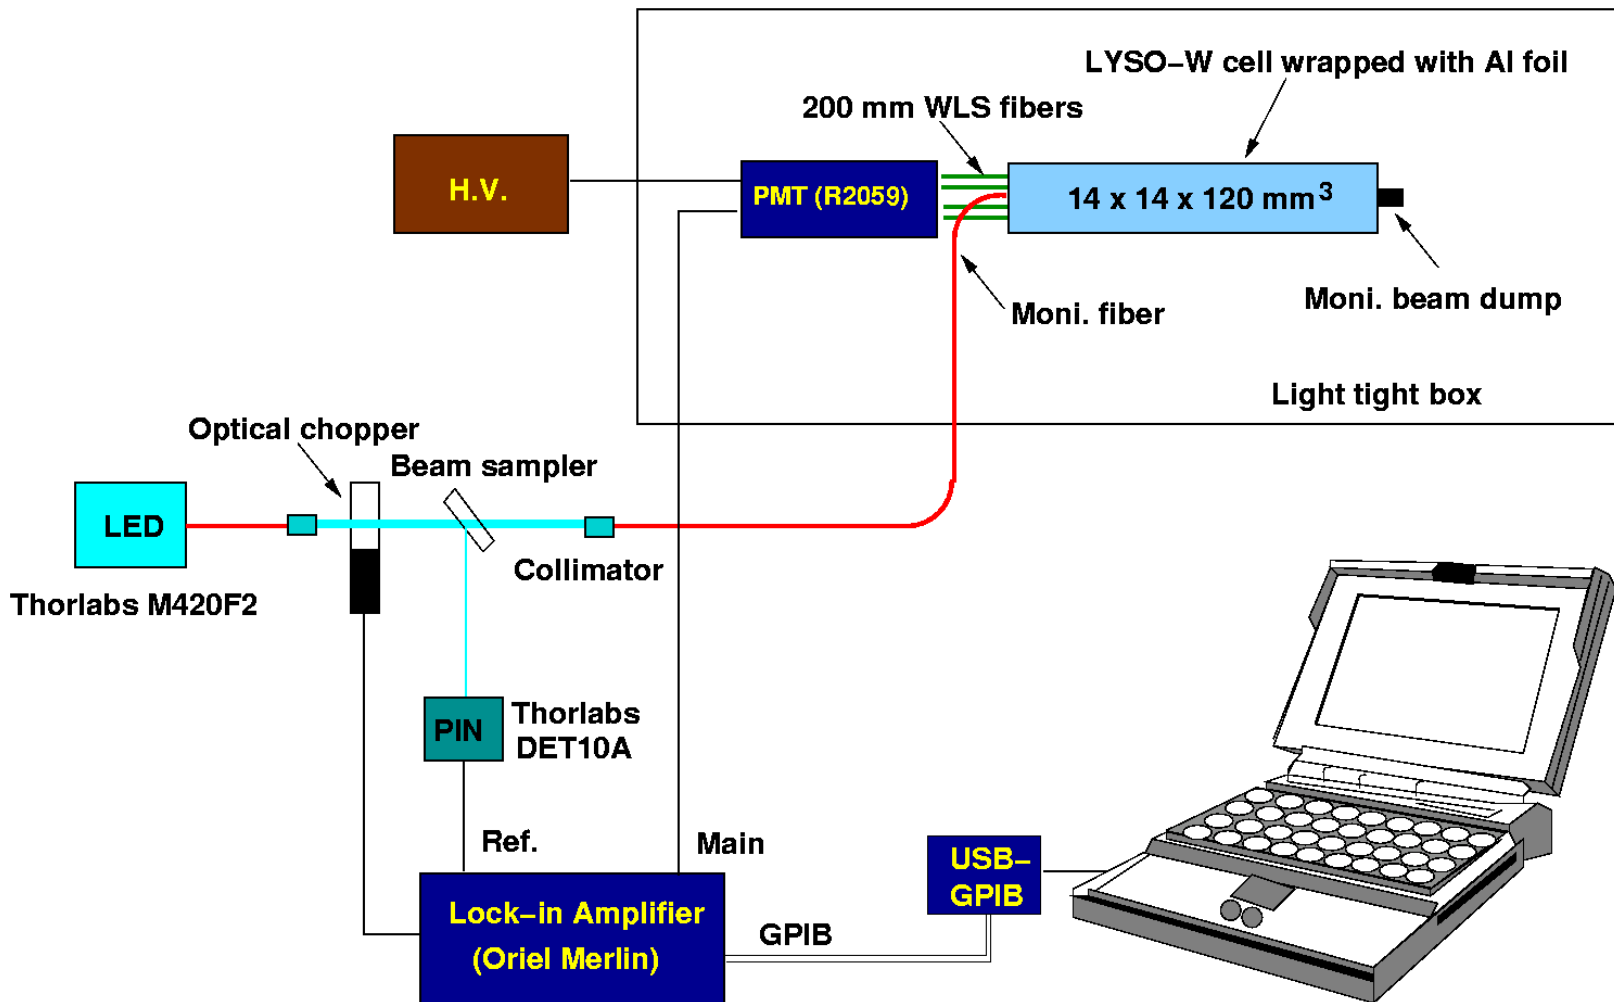 LYSO–W cell wrapped with Al foil
200 mm WLS fibers
H.V.
PMT (R2059)
14 x 14 x 120 mm³
Moni. beam dump
Moni. fiber
Light tight box
Optical chopper
Beam sampler
LED
Collimator
Thorlabs M420F2
PIN
Thorlabs
DET10A
Ref.
Main
USB–
GPIB
Lock–in Amplifier
(Oriel Merlin)
GPIB